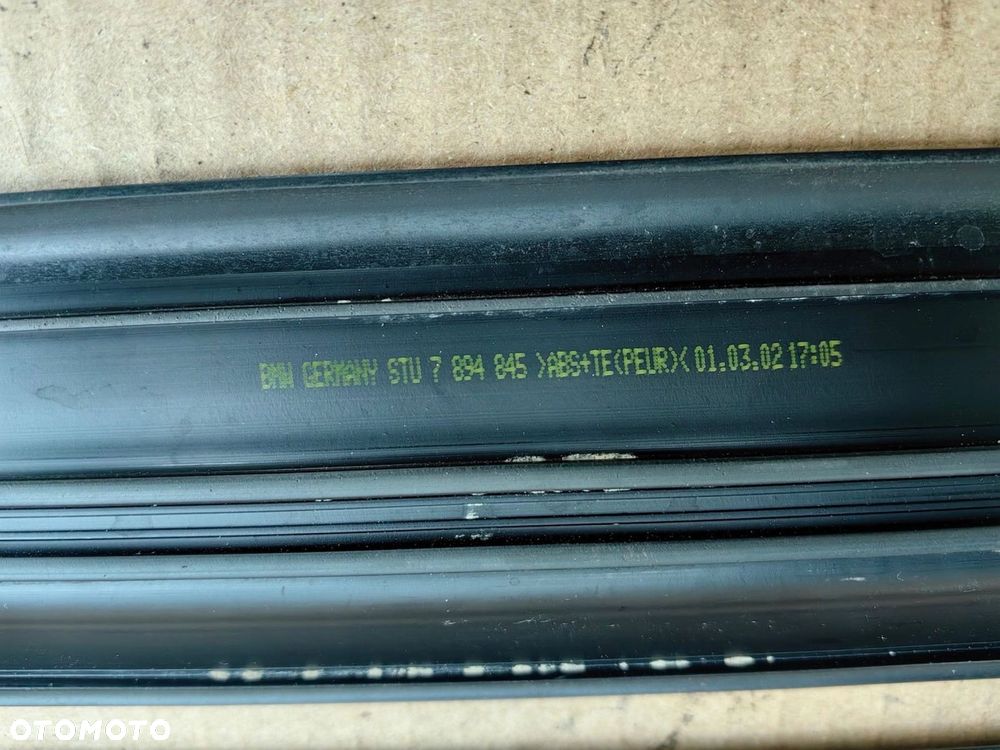 BMW GERMANY STU 7 894 845 >ABS+TE(PEUR)< 01.03.02 17:05
OTOMOTO